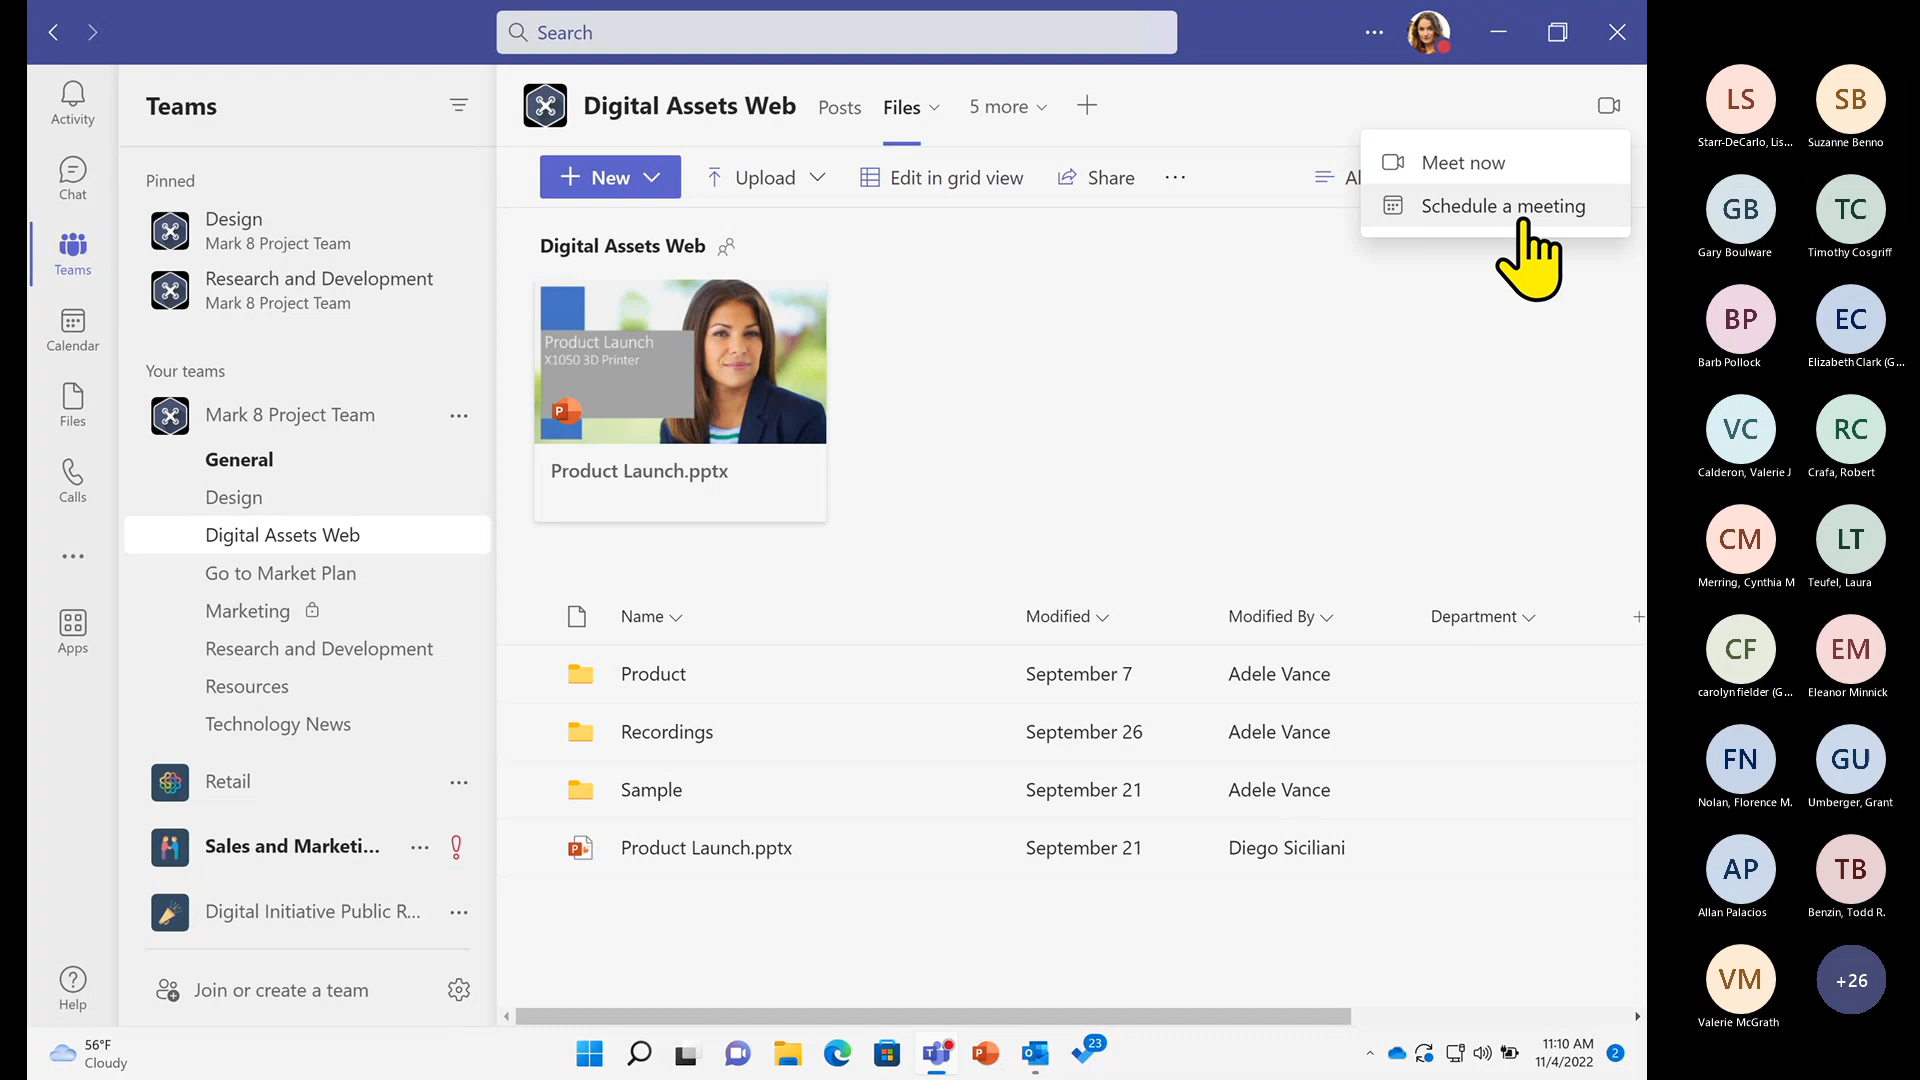 Search
Activity
Chat
Teams
Calendar
Files
Calls
Apps
Help
Teams
Pinned
Design
Mark 8 Project Team
Research and Development
Mark 8 Project Team
Your teams
Mark 8 Project Team
General
Design
Digital Assets Web
Go to Market Plan
Marketing
Research and Development
Resources
Technology News
Retail
Sales and Marketi...
Digital Initiative Public R...
Join or create a team
Digital Assets Web Posts Files 5 more
New Upload Edit in grid view Share
Meet now
Schedule a meeting
Digital Assets Web
Product Launch
X1050 3D Printer
P
Product Launch.pptx
Name Modified Modified By Department
Product September 7 Adele Vance
Recordings September 26 Adele Vance
Sample September 21 Adele Vance
Product Launch.pptx September 21 Diego Siciliani
LS SB
Starr-DeCarlo, Lis... Suzanne Benno
GB TC
Gary Boulware Timothy Cosgriff
BP EC
Barb Pollock Elizabeth Clark (G...
VC RC
Calderon, Valerie J Crafa, Robert
CM LT
Merring, Cynthia M Teufel, Laura
CF EM
carolyn fielder (G... Eleanor Minnick
FN GU
Nolan, Florence M. Umberger, Grant
AP TB
Allan Palacios Benzin, Todd R.
VM +26
Valerie McGrath
56°F
Cloudy
23
11:10 AM
11/4/2022
2